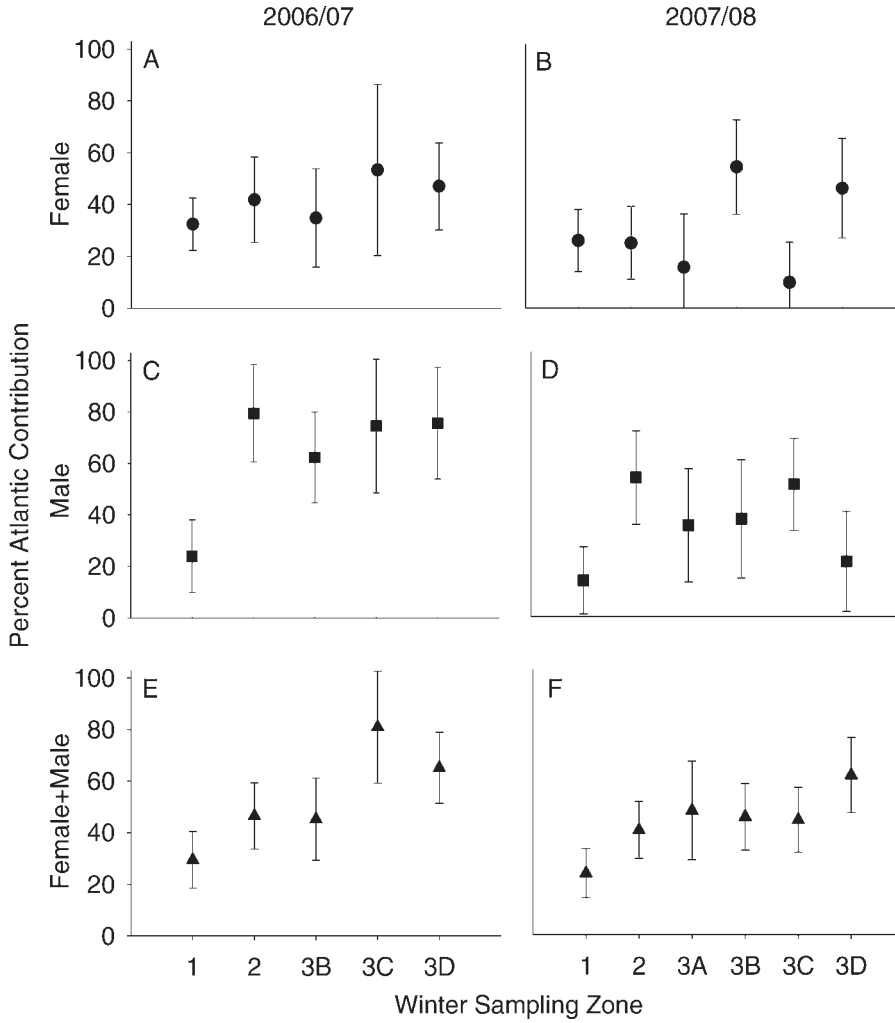 2006/07
2007/08
A
B
100
80
60
40
20
0
Female
C
D
100
80
60
40
20
0
Male
Percent Atlantic Contribution
E
F
100
80
60
40
20
0
Female+Male
1 2 3B 3C 3D
1 2 3A 3B 3C 3D
Winter Sampling Zone